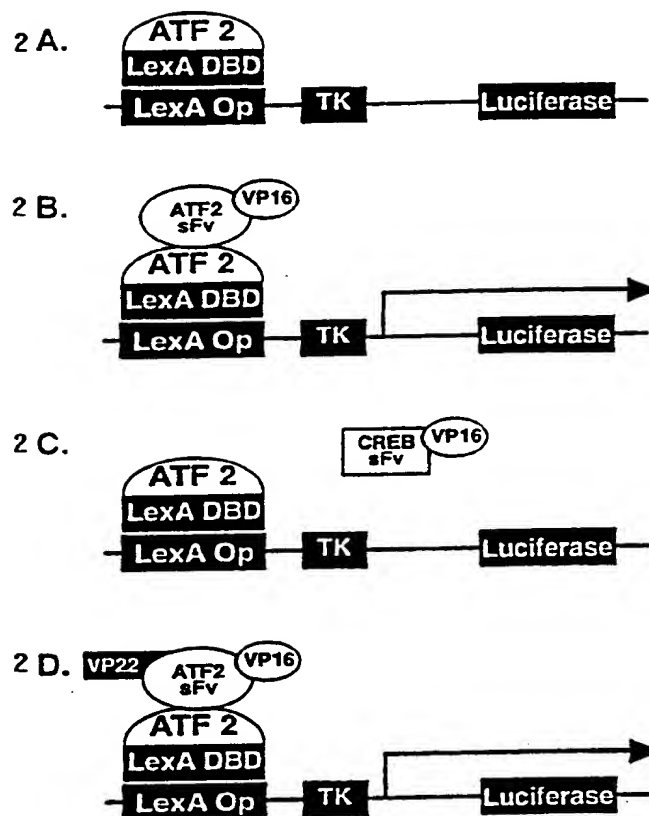 2 A.
ATF 2
LexA DBD
LexA Op
TK
Luciferase
2 B.
VP16
ATF2
sFv
ATF 2
LexA DBD
LexA Op
TK
Luciferase
2 C.
CREB
sFv
VP16
ATF 2
LexA DBD
LexA Op
TK
Luciferase
2 D.
VP22
ATF2
sFv
VP16
ATF 2
LexA DBD
LexA Op
TK
Luciferase